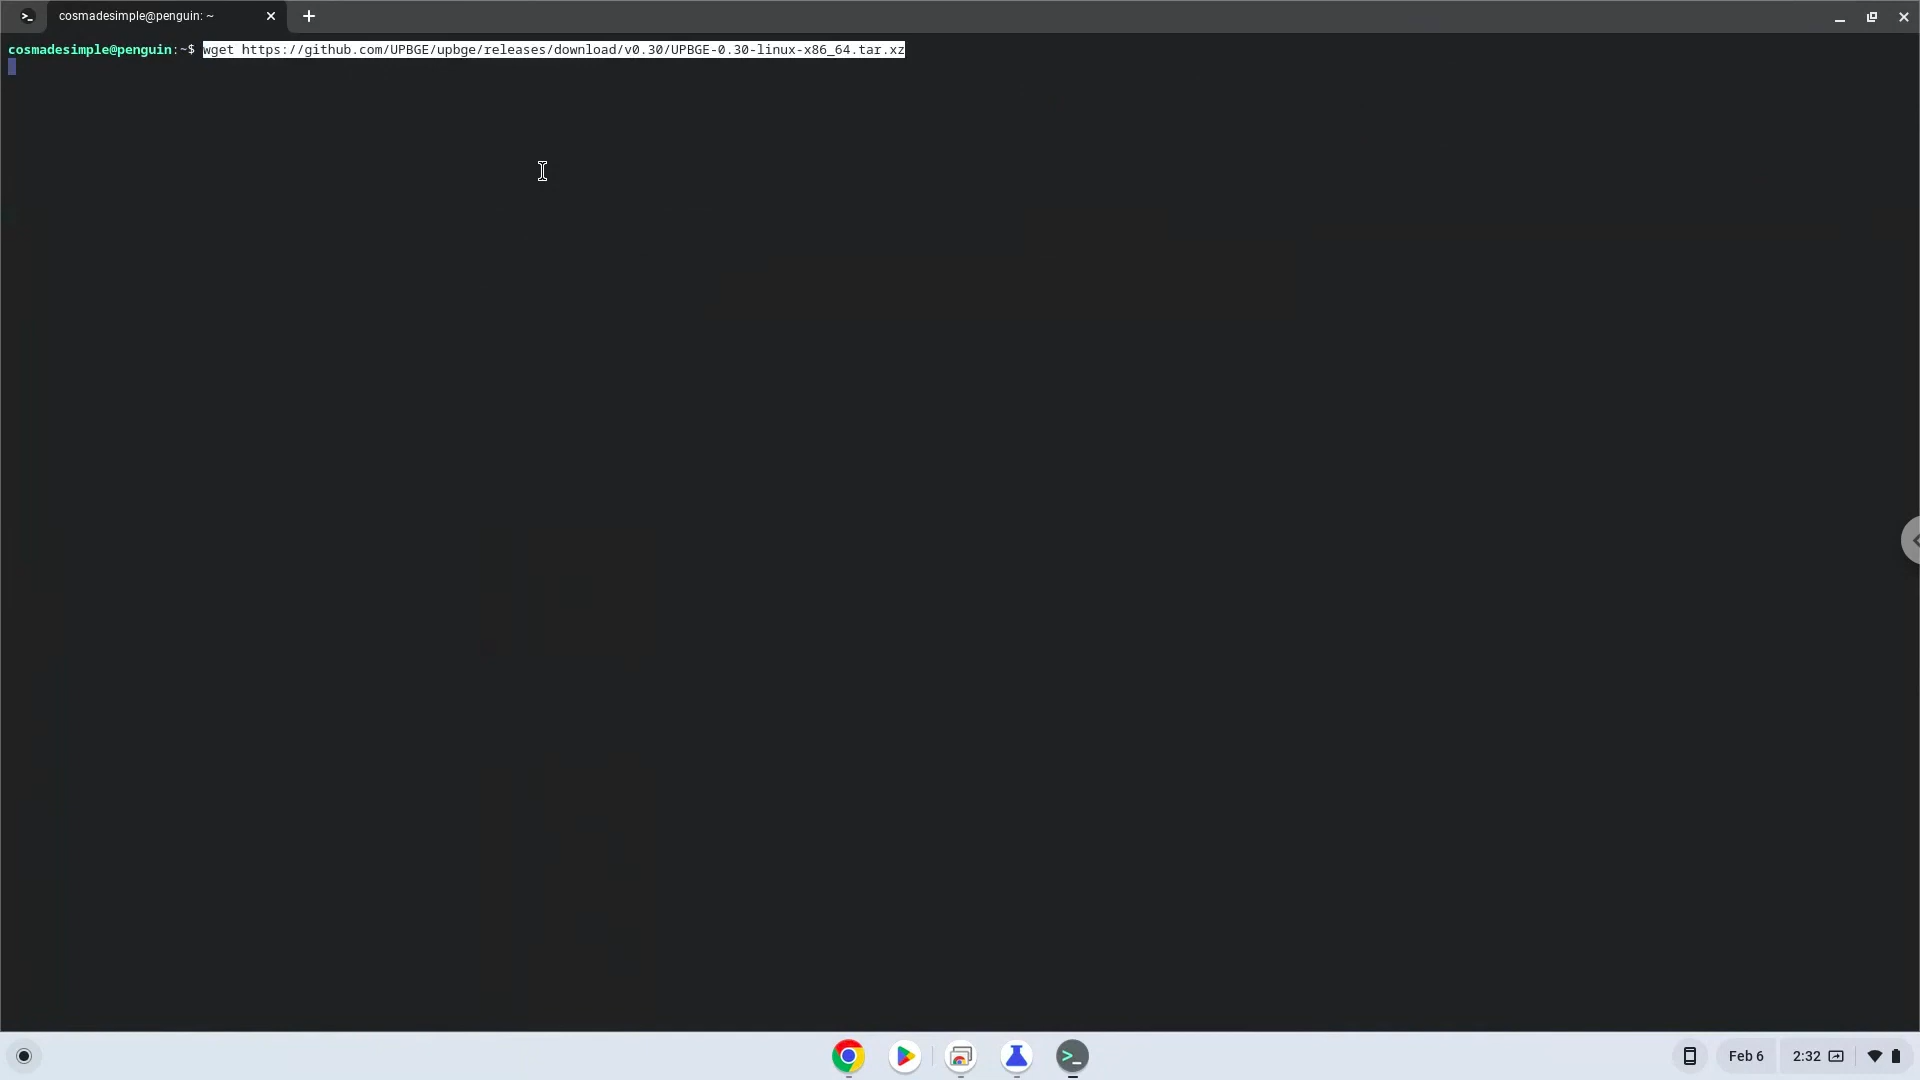 cosmadesimple@penguin: ~
cosmadesimple@penguin:~$ wget https://github.com/UPBGE/upbge/releases/download/v0.30/UPBGE-0.30-linux-x86_64.tar.xz
Feb 6
2:32